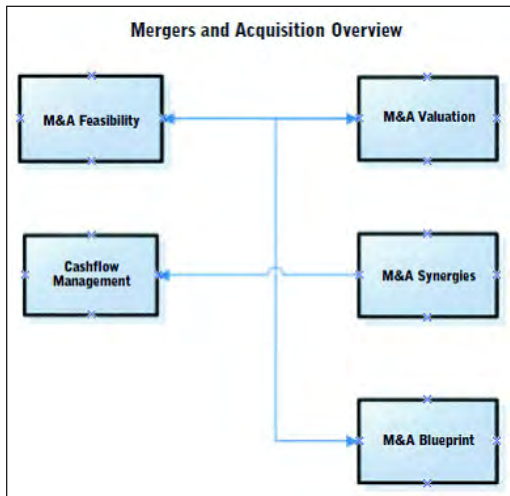 Mergers and Acquisition Overview
M&A Feasibility
M&A Valuation
Cashflow
Management
M&A Synergies
M&A Blueprint